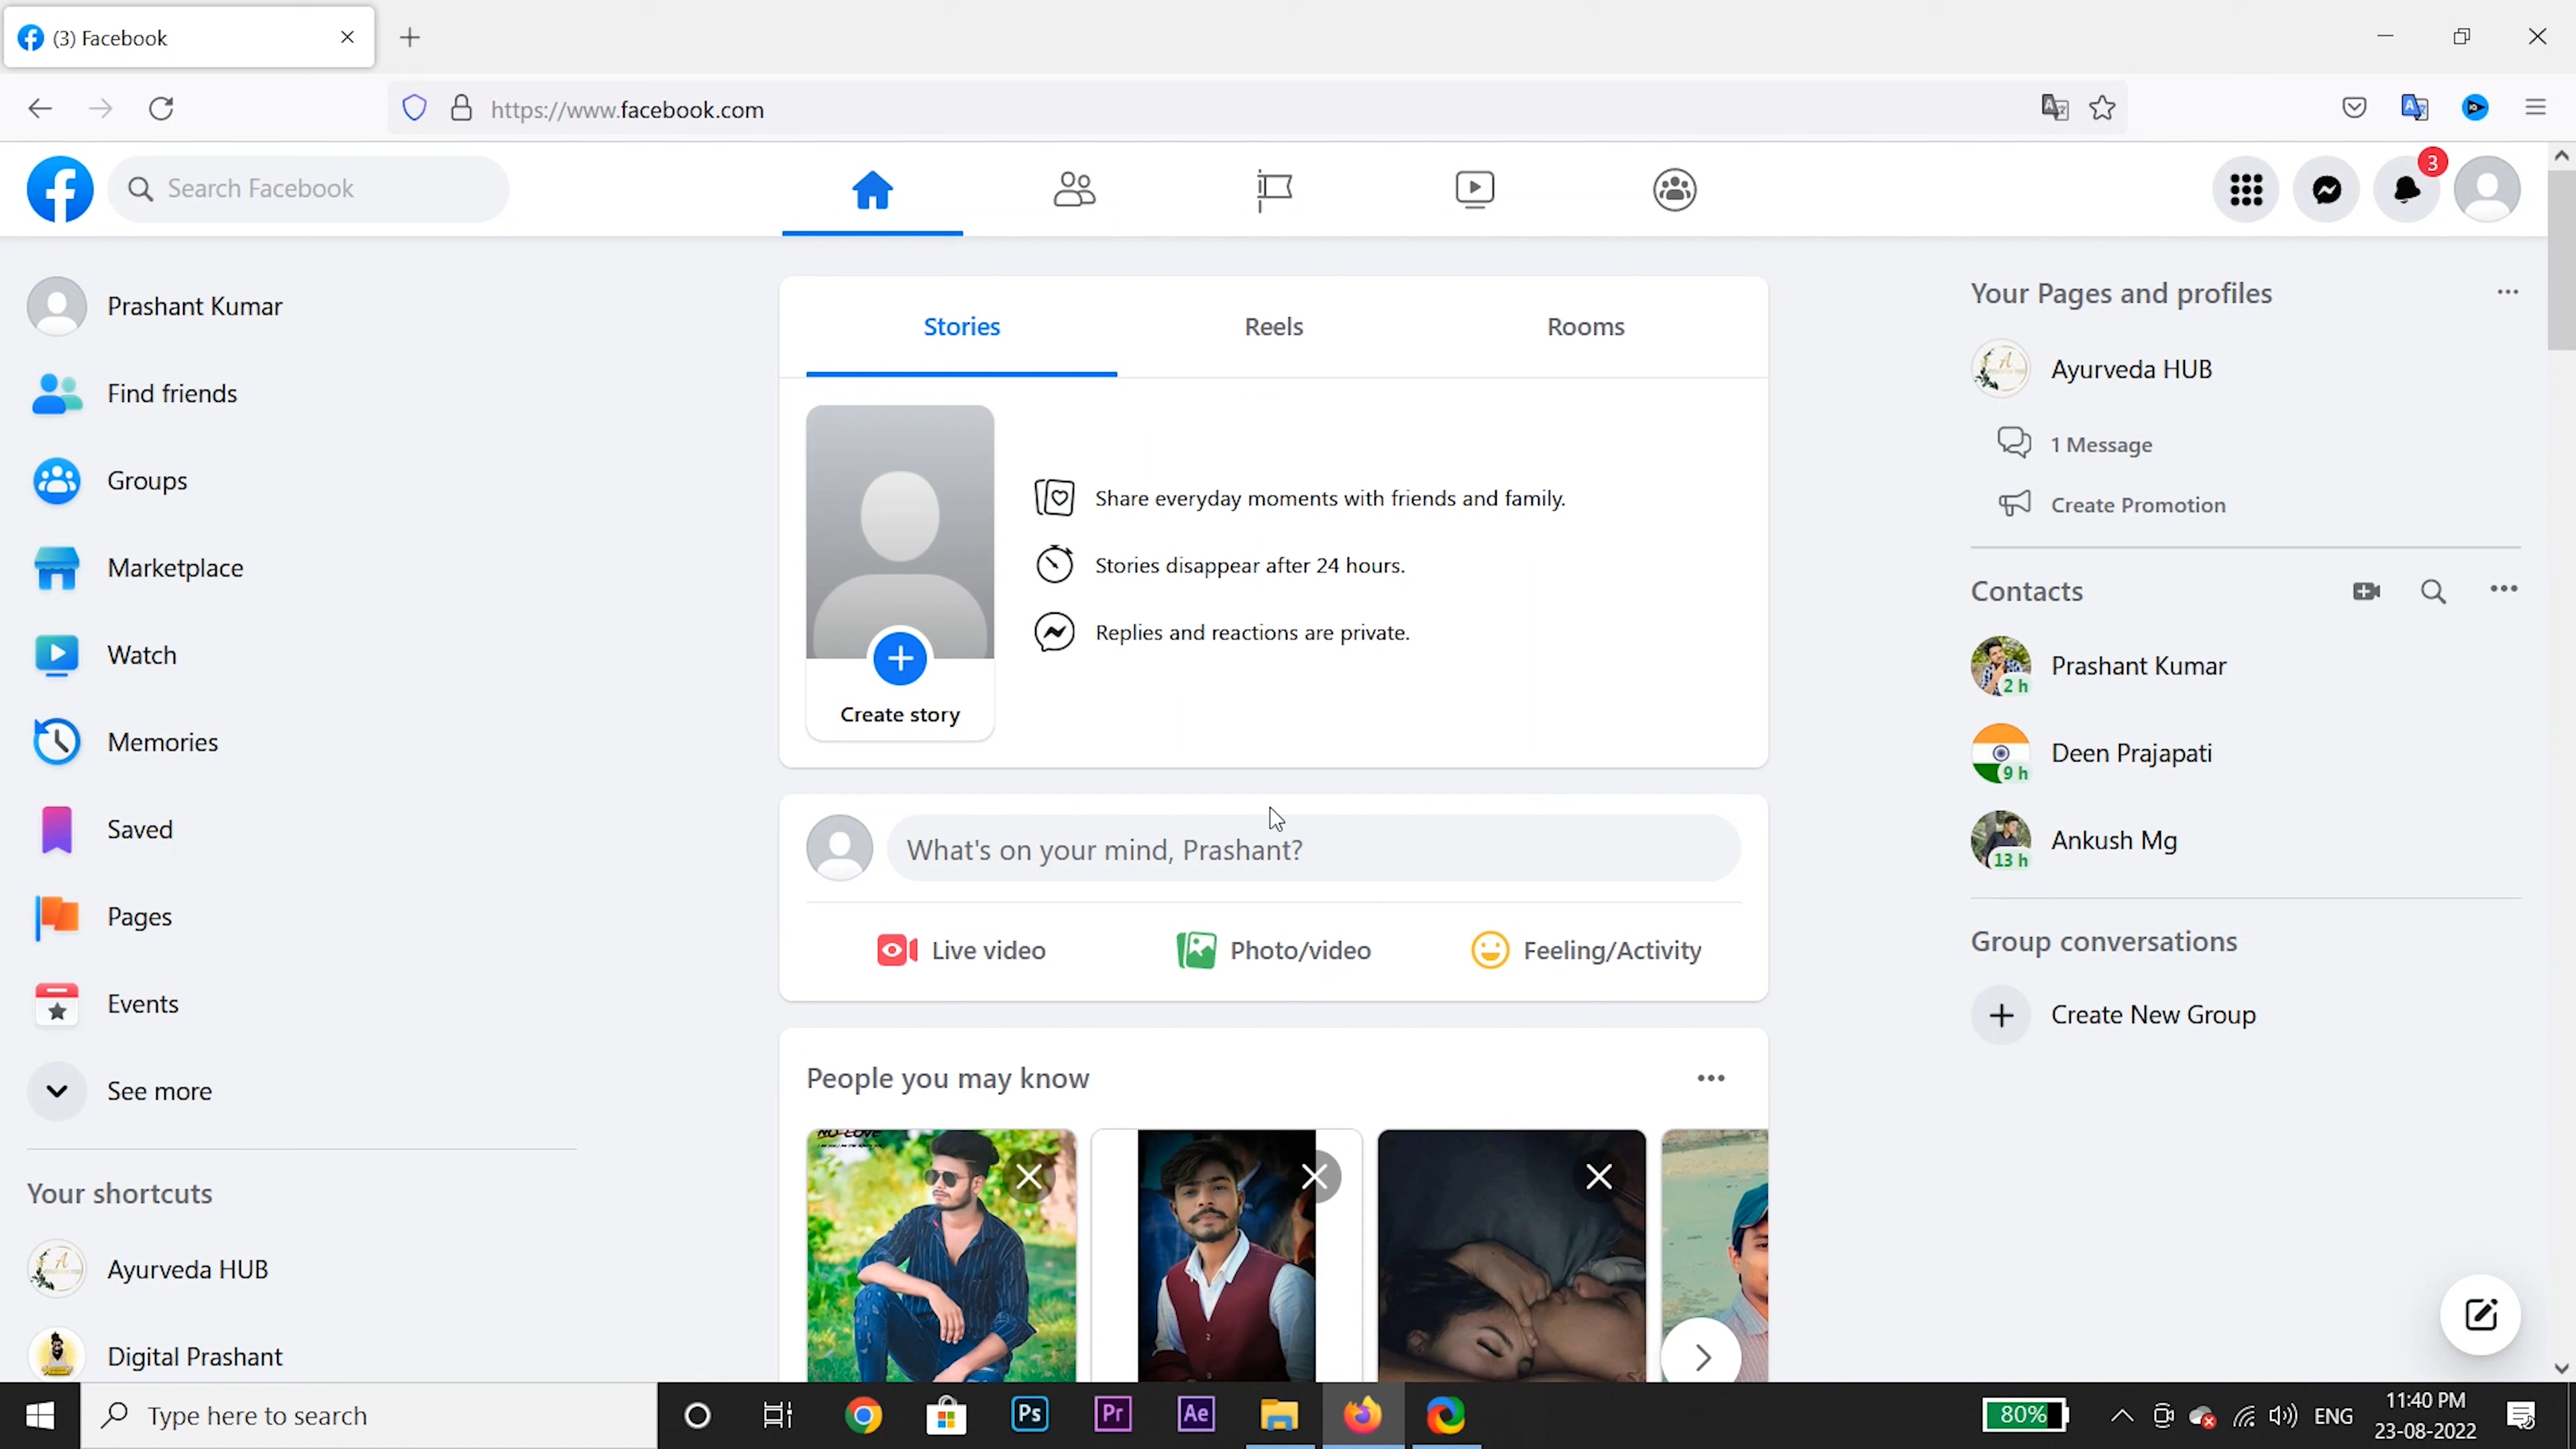 (3) Facebook
https://www.facebook.com
Search Facebook
3
Prashant Kumar
Find friends
Groups
Marketplace
Watch
Memories
Saved
Pages
Events
See more
Your shortcuts
Ayurveda HUB
Digital Prashant
Stories
Reels
Rooms
Share everyday moments with friends and family.
Stories disappear after 24 hours.
Replies and reactions are private.
Create story
What's on your mind, Prashant?
Live video
Photo/video
Feeling/Activity
People you may know
NO LOVE
Your Pages and profiles
Ayurveda HUB
1 Message
Create Promotion
Contacts
Prashant Kumar
2 h
Deen Prajapati
9 h
Ankush Mg
13 h
Group conversations
Create New Group
Type here to search
Ps
Pr
Ae
80%
ENG
11:40 PM
23-08-2022